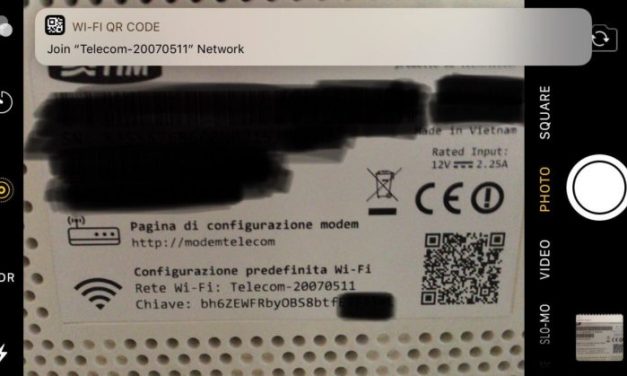 WI-FI QR CODE
Join “Telecom-20070511” Network
TIM
Made in Vietnam
Rated Input:
12V 2.25A
CE
Pagina di configurazione modem
http://modemtelecom
Configurazione predefinita Wi-Fi
Rete Wi-Fi: Telecom-20070511
Chiave: bh6ZEWFRbyOBS8btf
SQUARE
PHOTO
VIDEO
SLO-MO